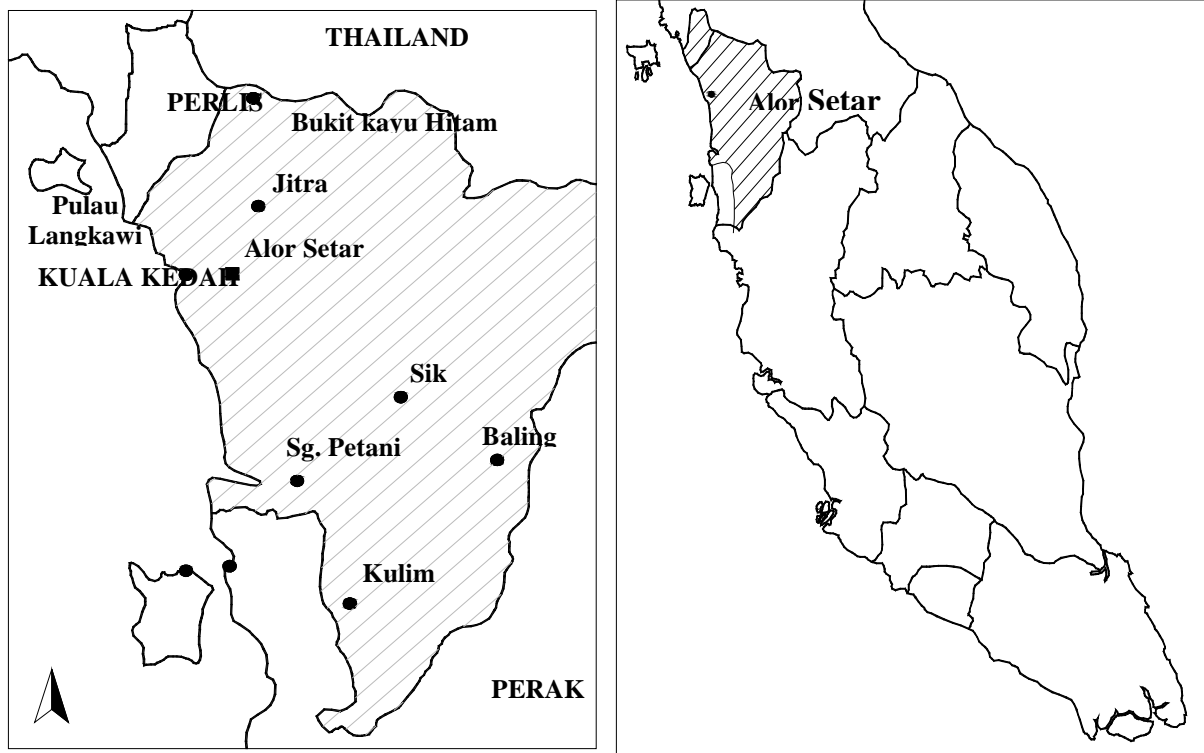 THAILAND
PERLIS
Bukit kayu Hitam
Jitra
Pulau
Langkawi
Alor Setar
KUALA KEDAH
Sik
Sg. Petani
Baling
Kulim
PERAK
Alor Setar